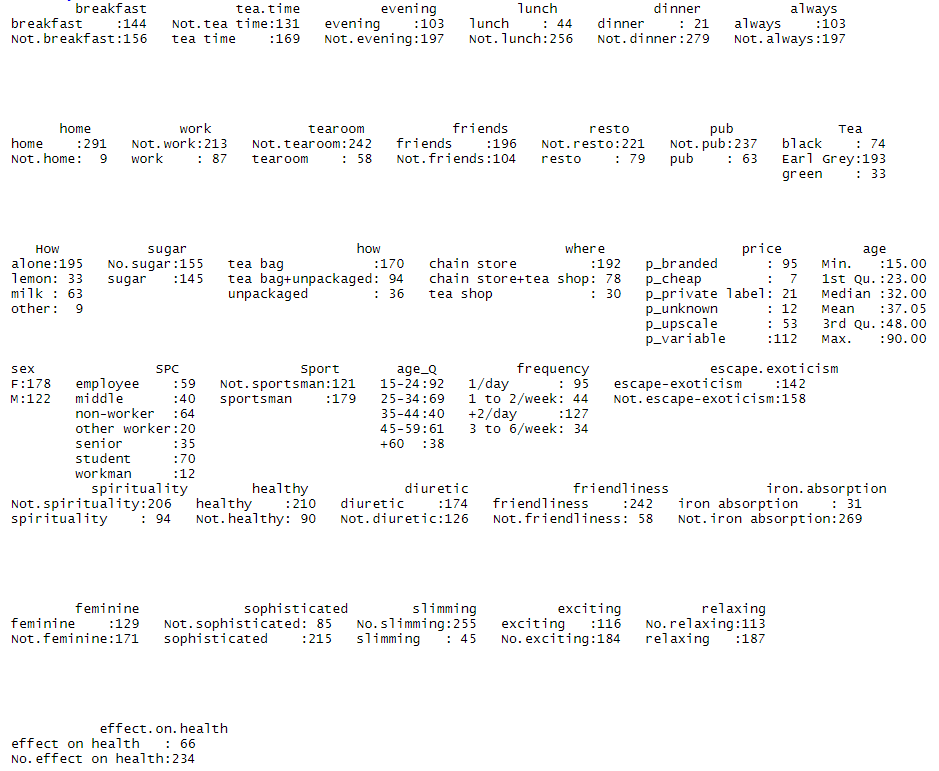 breakfast tea.time evening lunch dinner always
breakfast :144 Not.tea time:131 evening :103 lunch : 44 dinner : 21 always :103
Not.breakfast:156 tea time :169 Not.evening:197 Not.lunch:256 Not.dinner:279 Not.always:197
home work tearoom friends resto pub Tea
home :291 Not.work:213 Not.tearoom:242 friends :196 Not.resto:221 Not.pub:237 black : 74
Not.home: 9 work : 87 tearoom : 58 Not.friends:104 resto : 79 pub : 63 Earl Grey:193
green : 33
How sugar how where price age
alone:195 No.sugar:155 tea bag :170 chain store :192 p_branded : 95 Min. :15.00
lemon: 33 sugar :145 tea bag+unpackaged: 94 chain store+tea shop: 78 p_cheap : 7 1st Qu.:23.00
milk : 63 unpackaged : 36 tea shop : 30 p_private label: 21 Median :32.00
other: 9 p_unknown : 12 Mean :37.05
p_upscale : 53 3rd Qu.:48.00
p_variable :112 Max. :90.00
sex SPC Sport age_Q frequency escape.exoticism
F:178 employee :59 Not.sportsman:121 15-24:92 1/day : 95 escape-exoticism :142
M:122 middle :40 sportsman :179 25-34:69 1 to 2/week: 44 Not.escape-exoticism:158
non-worker :64 35-44:40 +2/day :127
other worker:20 45-59:61 3 to 6/week: 34
senior :35 +60 :38
student :70
workman :12
spirituality healthy diuretic friendliness iron.absorption
Not.spirituality:206 healthy :210 diuretic :174 friendliness :242 iron absorption : 31
spirituality : 94 Not.healthy: 90 Not.diuretic:126 Not.friendliness: 58 Not.iron absorption:269
feminine sophisticated slimming exciting relaxing
feminine :129 Not.sophisticated: 85 No.slimming:255 exciting :116 No.relaxing:113
Not.feminine:171 sophisticated :215 slimming : 45 No.exciting:184 relaxing :187
effect.on.health
effect on health : 66
No.effect on health:234